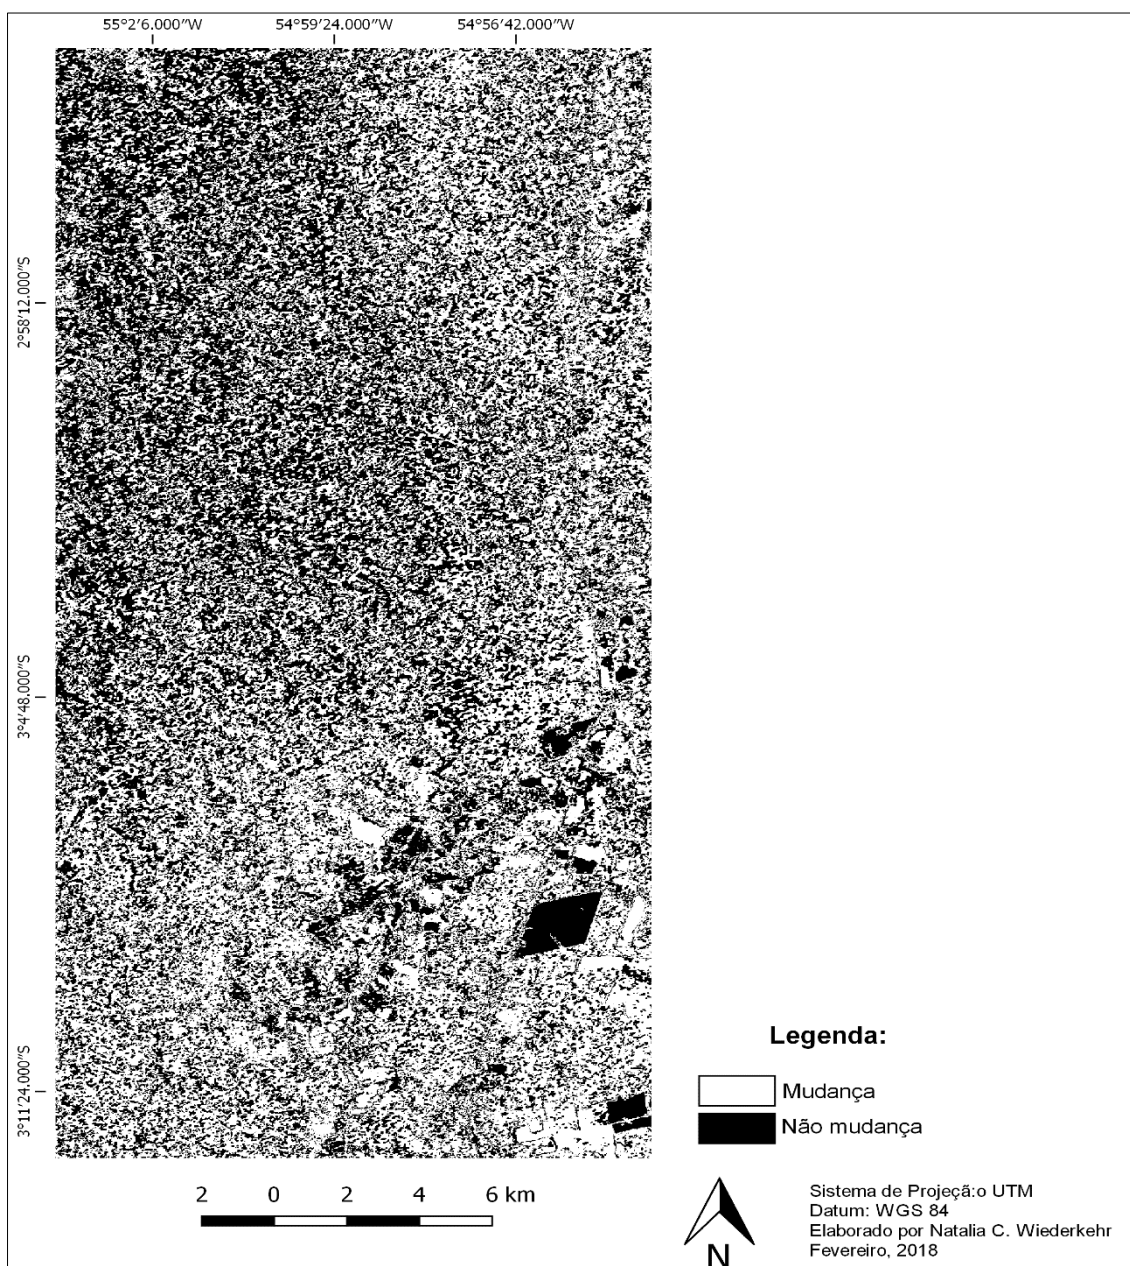 55°2'6.000"W 54°59'24.000"W 54°56'42.000"W
2°58'12.000"S
3°4'48.000"S
3°11'24.000"S
Legenda:
Mudança
Não mudança
2 0 2 4 6 km
N
Sistema de Projeçã:o UTM
Datum: WGS 84
Elaborado por Natalia C. Wiederkehr
Fevereiro, 2018